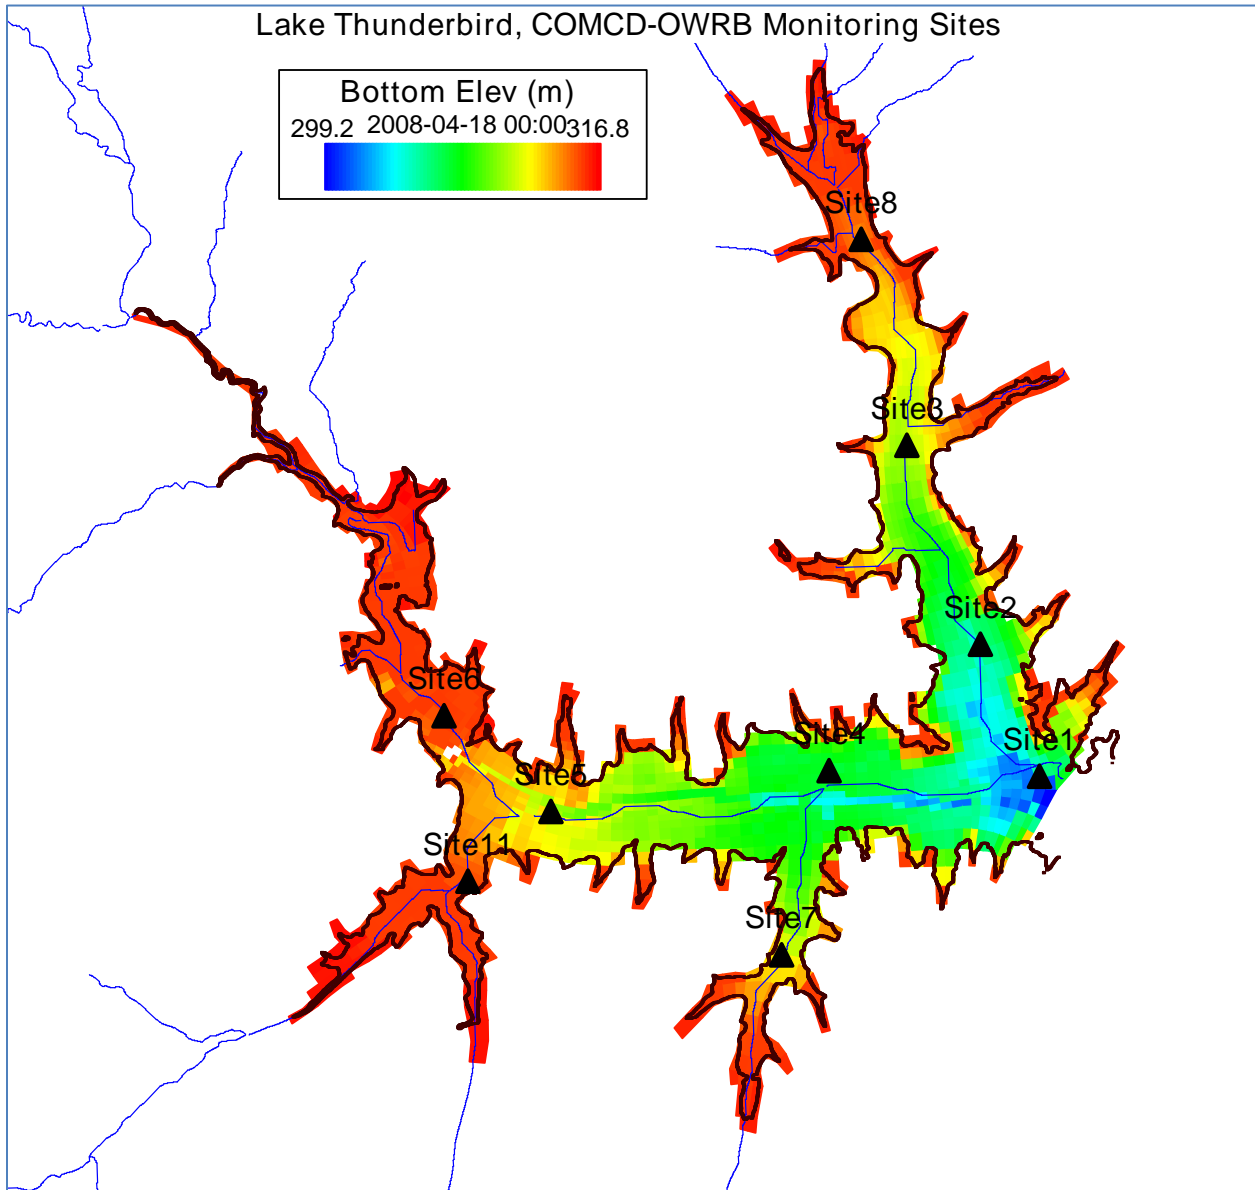 Lake Thunderbird, COMCD-OWRB Monitoring Sites
Bottom Elev (m)
299.2 2008-04-18 00:00 316.8
Site8
Site3
Site2
Site6
Site1
Site4
Site5
Site11
Site7